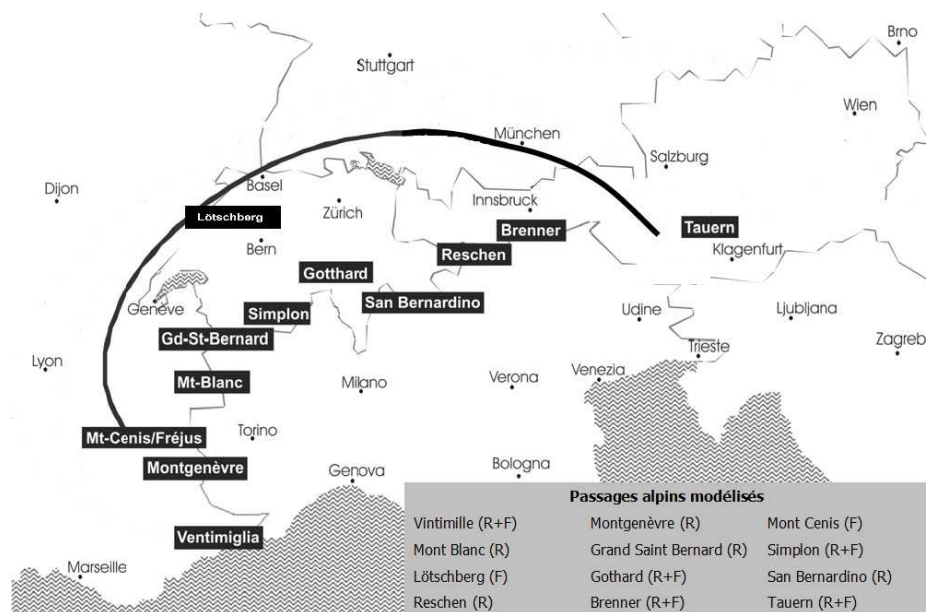 Brno
Stuttgart
Wien
München
Salzburg
Basel
Dijon
Innsbruck
Zürich
Lötschberg
Brenner
Tauern
Bern
Reschen
Klagenfurt
Gotthard
Genève
San Bernardino
Simplon
Udine
Ljubljana
Gd-St-Bernard
Zagreb
Trieste
Lyon
Mt-Blanc
Milano
Verona
Venezia
Mt-Cenis/Fréjus
Torino
Montgenèvre
Genova
Bologna
Ventimiglia
Marseille
Passages alpins modélisés
Vintimille (R+F) Montgenèvre (R) Mont Cenis (F)
Mont Blanc (R) Grand Saint Bernard (R) Simplon (R+F)
Lötschberg (F) Gothard (R+F) San Bernardino (R)
Reschen (R) Brenner (R+F) Tauern (R+F)